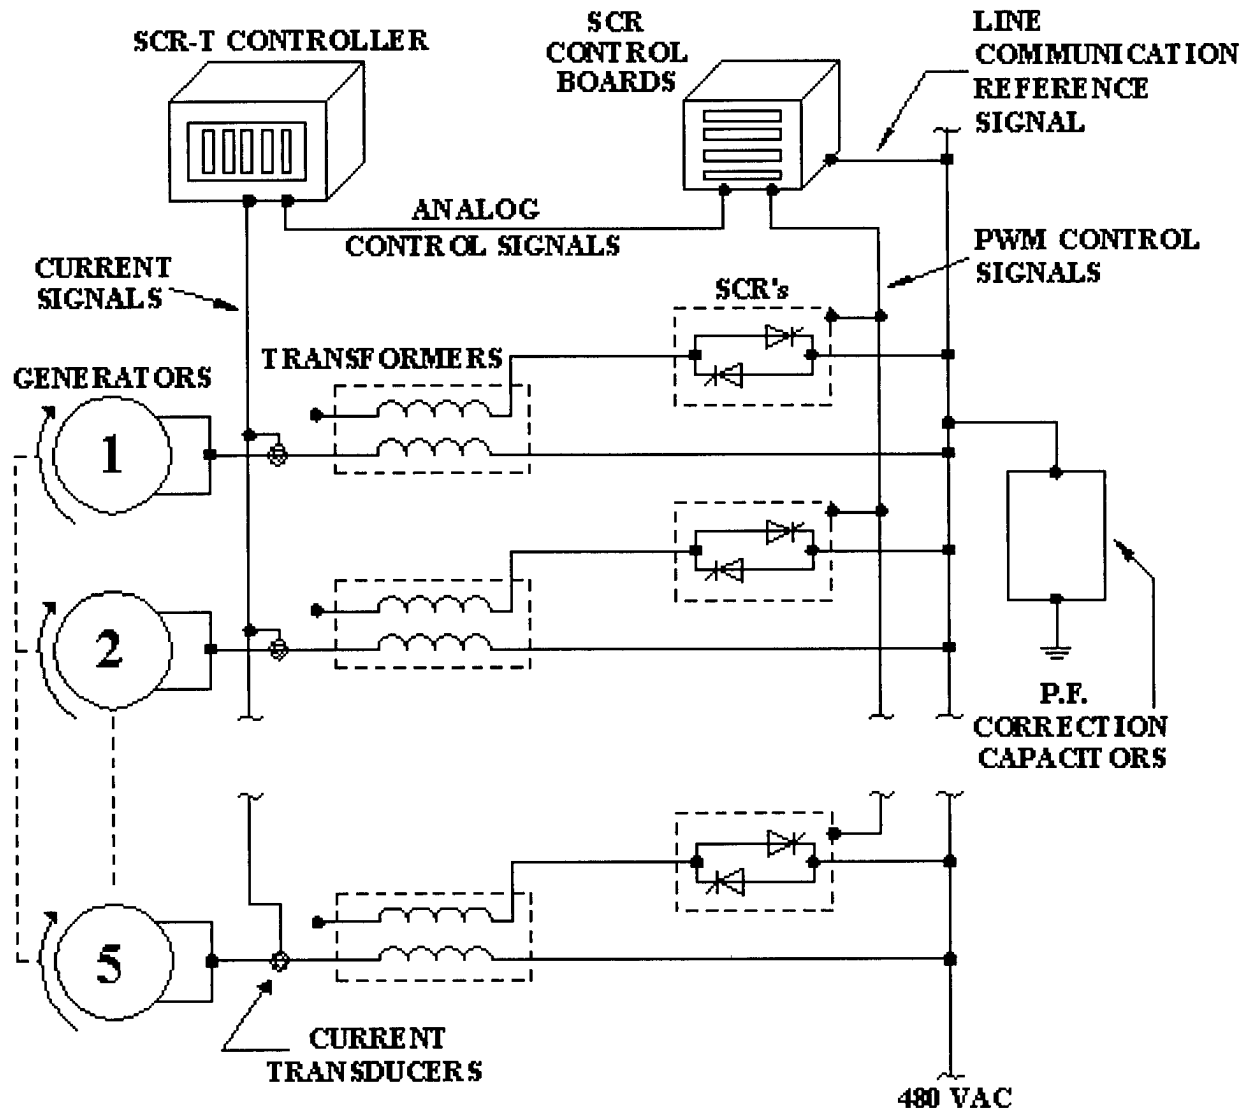 SCR-T CONTROLLER
SCR
CONTROL
BOARDS
LINE
COMMUNICATION
REFERENCE
SIGNAL
ANALOG
CONTROL SIGNALS
PWM CONTROL
SIGNALS
CURRENT
SIGNALS
SCR's
TRANSFORMERS
GENERATORS
1
2
P.F.
CORRECTION
CAPACITORS
5
CURRENT
TRANSDUCERS
480 VAC